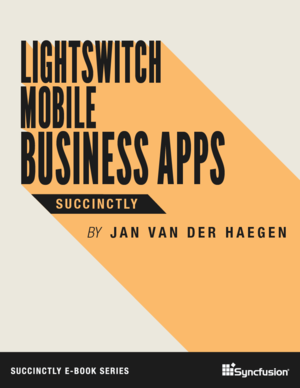 LIGHTSWITCH
MOBILE
BUSINESS APPS
SUCCINCTLY
BY JAN VAN DER HAEGEN
SUCCINCTLY E-BOOK SERIES
Syncfusion